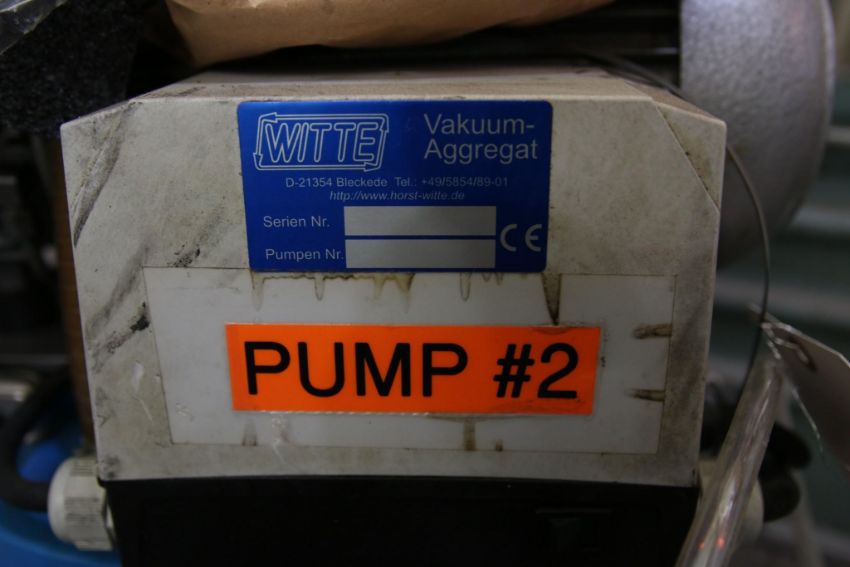 WITTE
Vakuum-
Aggregat
D-21354 Bleckede Tel.: +49/5854/89-01
http://www.horst-witte.de
Serien Nr.
Pumpen Nr.
CE
PUMP #2